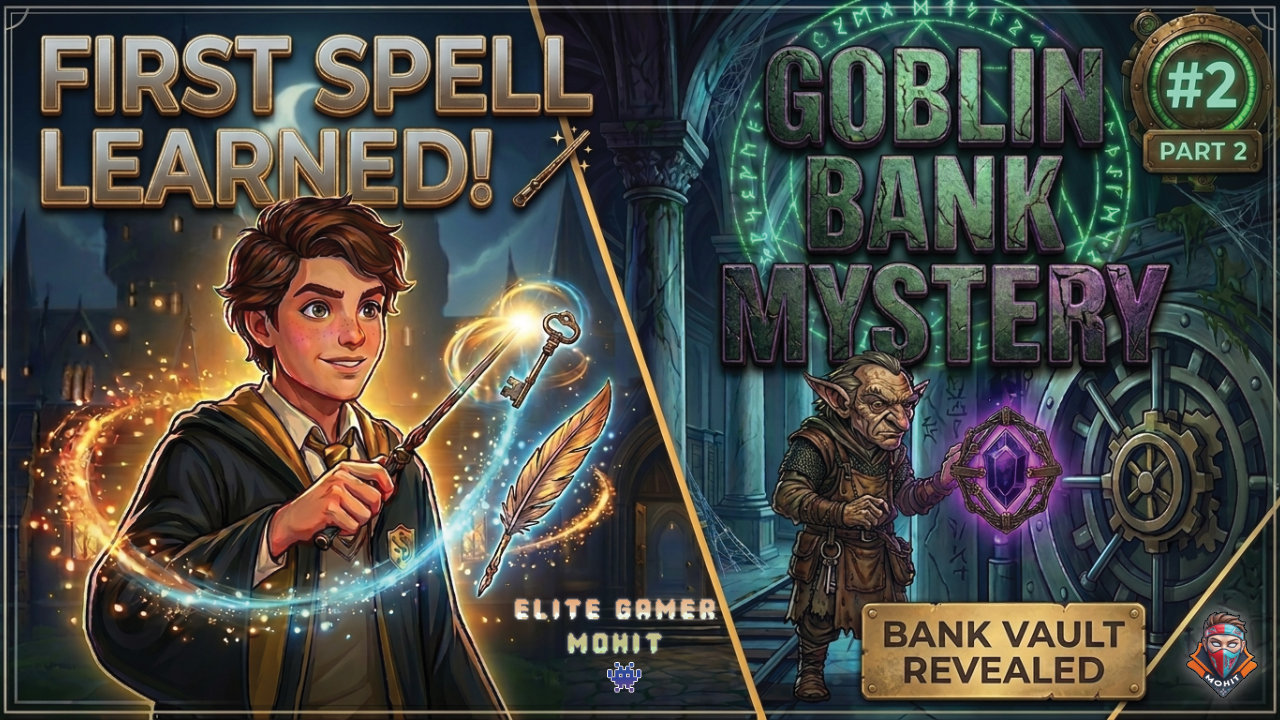 FIRST SPELL
LEARNED!
GOBLIN
BANK
MYSTERY
#2
PART 2
ELITE GAMER
MOHIT
BANK VAULT
REVEALED
MOHIT